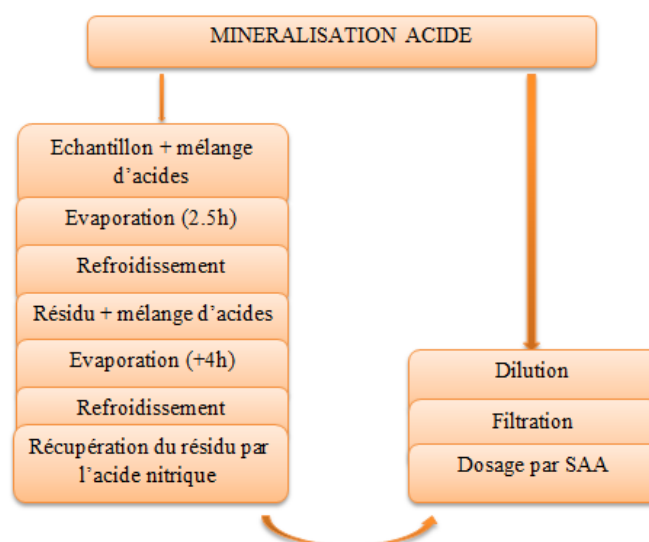 MINERALISATION ACIDE
Echantillon + mélange
d’acides
Evaporation (2.5h)
Refroidissement
Résidu + mélange d’acides
Evaporation (+4h)
Refroidissement
Récupération du résidu par
l’acide nitrique
Dilution
Filtration
Dosage par SAA